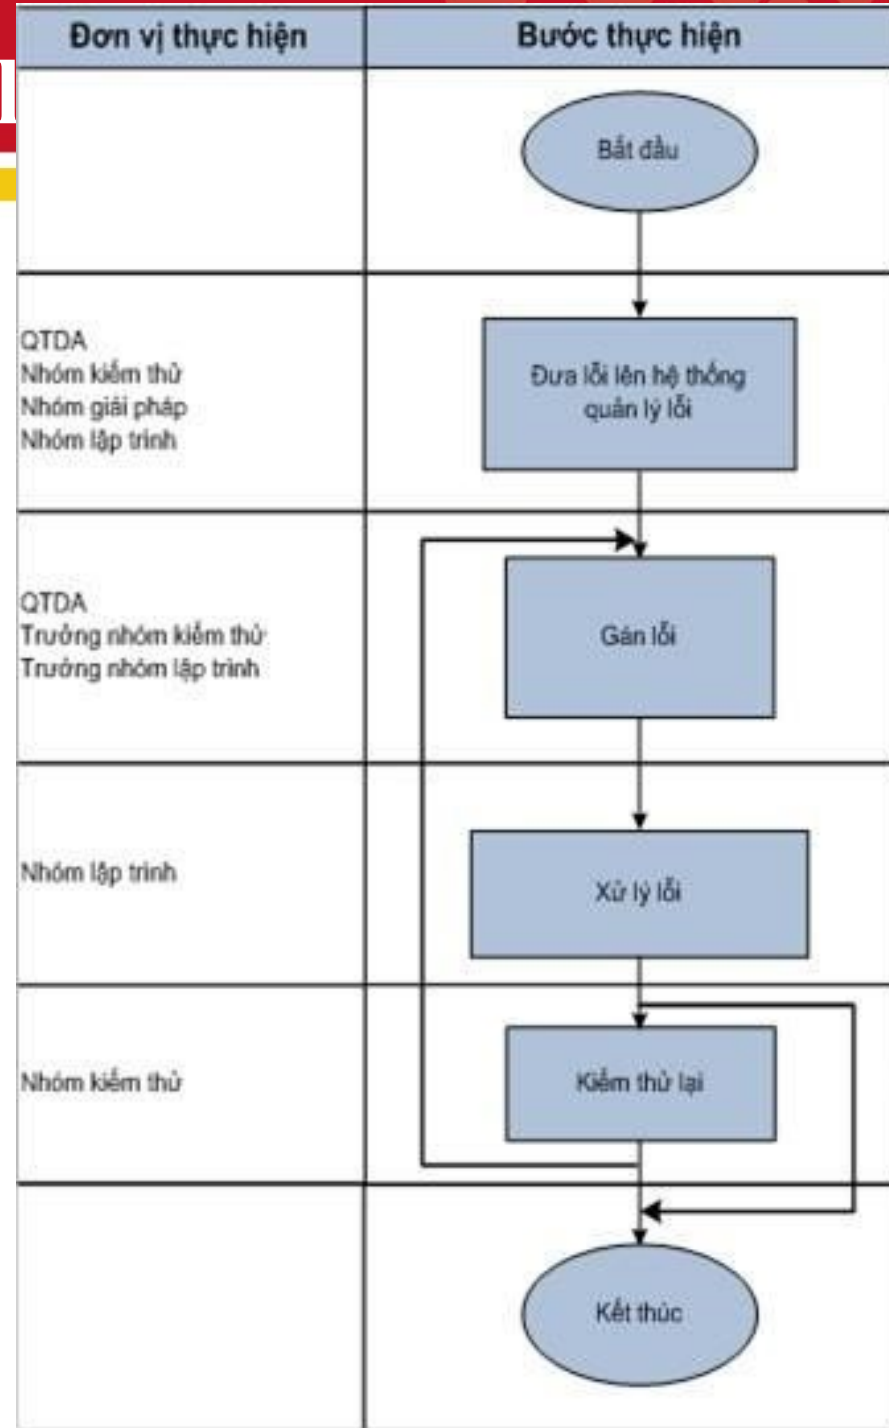 Đơn vị thực hiện
Bước thực hiện
Bắt đầu
QTDA
Nhóm kiểm thử
Nhóm giải pháp
Nhóm lập trình
Đưa lỗi lên hệ thống
quản lý lỗi
QTDA
Trưởng nhóm kiểm thử
Trưởng nhóm lập trình
Gán lỗi
Nhóm lập trình
Xử lý lỗi
Nhóm kiểm thử
Kiểm thử lại
Kết thúc